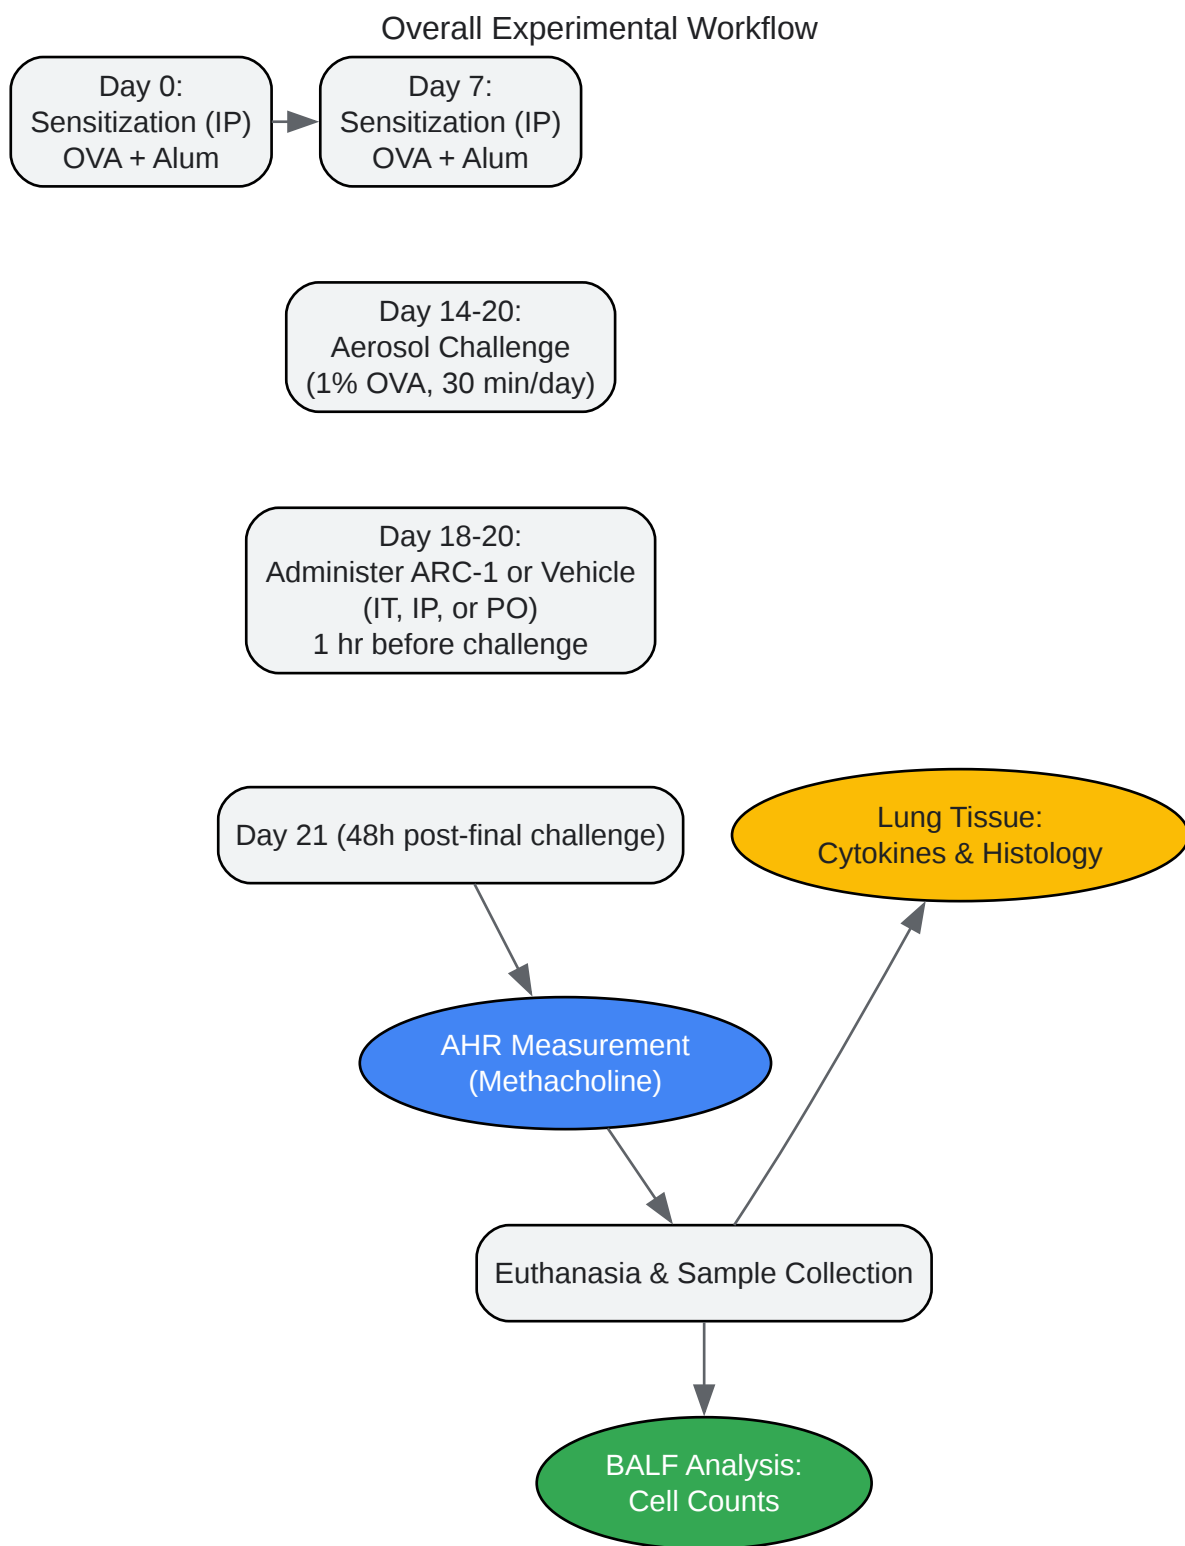 Overall Experimental Workflow
Day 0:
Sensitization (IP)
OVA + Alum
Day 7:
Sensitization (IP)
OVA + Alum
Day 14-20:
Aerosol Challenge
(1% OVA, 30 min/day)
Day 18-20:
Administer ARC-1 or Vehicle
(IT, IP, or PO)
1 hr before challenge
Day 21 (48h post-final challenge)
Lung Tissue:
Cytokines & Histology
AHR Measurement
(Methacholine)
Euthanasia & Sample Collection
BALF Analysis:
Cell Counts